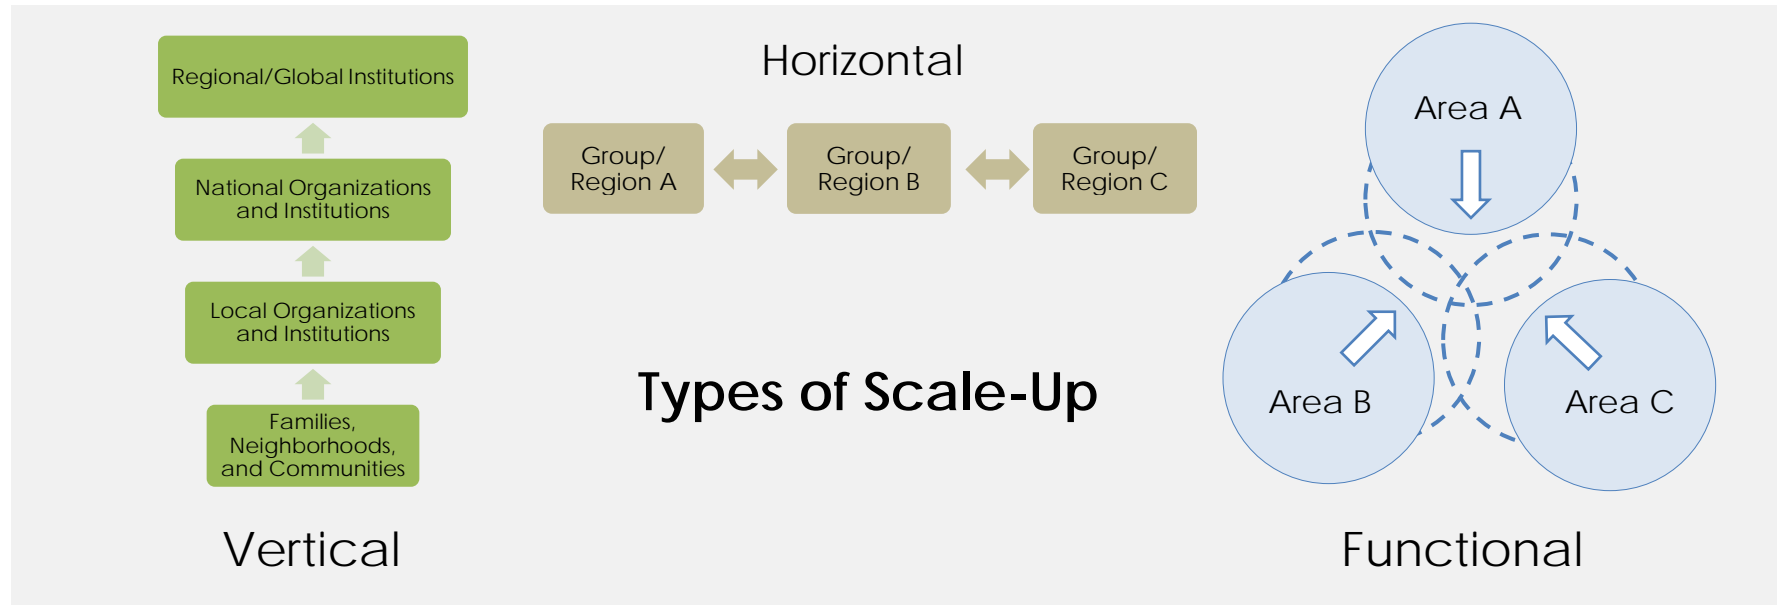 Regional/Global Institutions
National Organizations
and Institutions
Local Organizations
and Institutions
Families,
Neighborhoods,
and Communities
Vertical
Horizontal
Group/
Region A
Group/
Region B
Group/
Region C
Types of Scale-Up
Area A
Area B
Area C
Functional